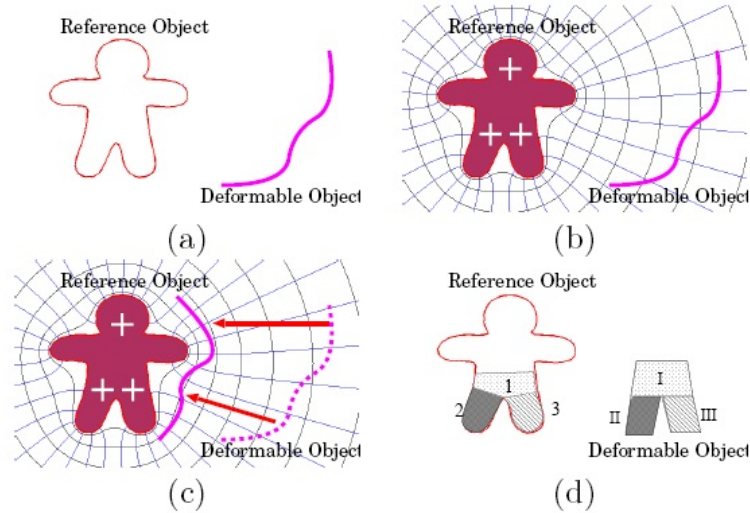 Reference Object
Deformable Object
(a)
Reference Object
Deformable Object
(b)
Reference Object
Deformable Object
(c)
Reference Object
1
2
3
I
II
III
Deformable Object
(d)